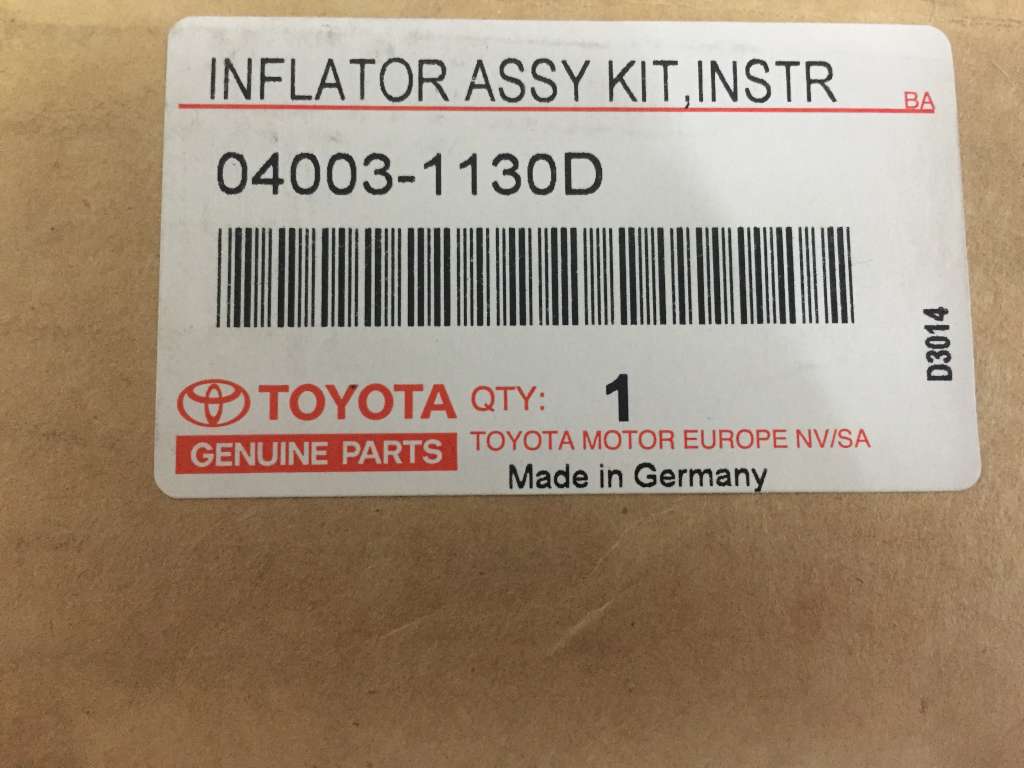 INFLATOR ASSY KIT,INSTR
BA
04003-1130D
D3014
TOYOTA
GENUINE PARTS
QTY: 1
TOYOTA MOTOR EUROPE NV/SA
Made in Germany